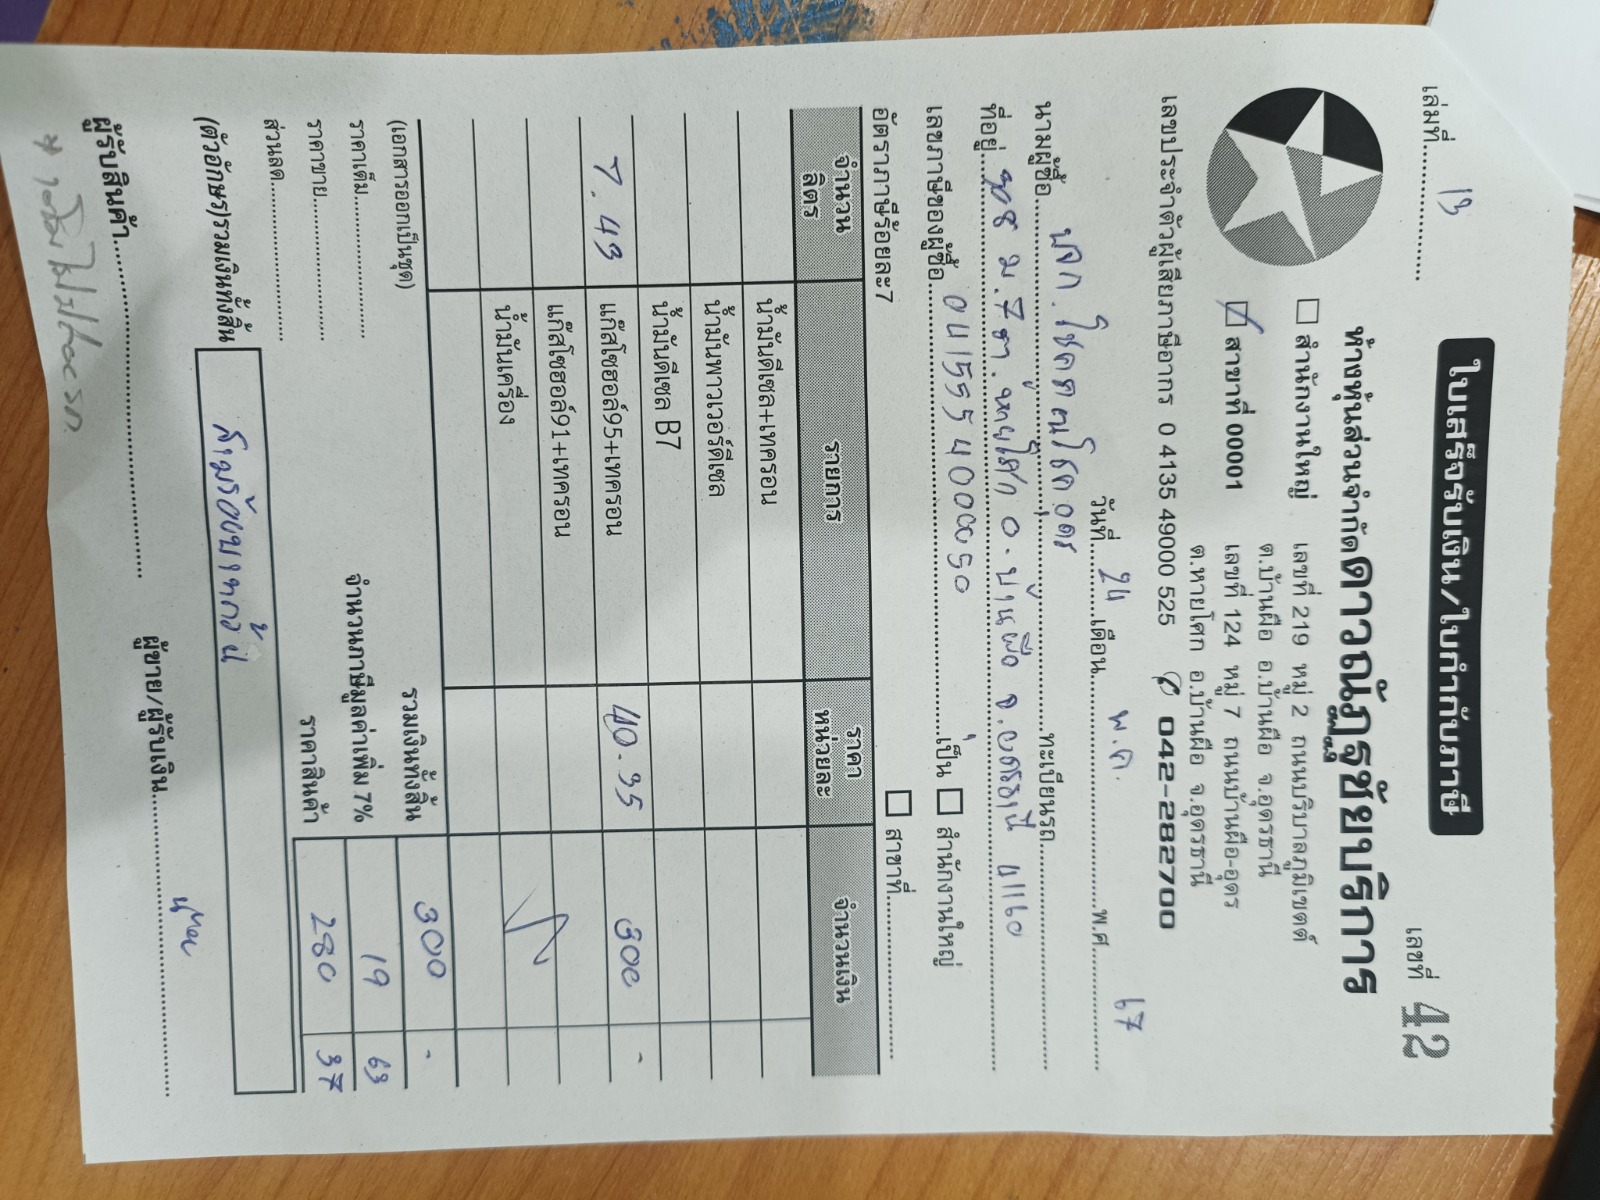 เล่มที่ 13
ใบเสร็จรับเงิน/ใบกำกับภาษี
เลขที่ 42
ห้างหุ้นส่วนจำกัด ดาวณัฏฐชัยบริการ
สำนักงานใหญ่ เลขที่ 219 หมู่ 2 ถนนบริบาลภูมิเขตต์
ต.บ้านผือ อ.บ้านผือ จ.อุดรธานี
สาขาที่ 00001 เลขที่ 124 หมู่ 7 ถนนบ้านผือ-อุดร
ต.หายโศก อ.บ้านผือ จ.อุดรธานี
เลขประจำตัวผู้เสียภาษีอากร 0 4135 49000 525 042-282700
วันที่ 24 เดือน พ.ค. พ.ศ. 67
นามผู้ซื้อ หจก. โชคคุณโชค อุดร ทะเบียนรถ
ที่อยู่ ม.7 ต. หายโศก อ. บ้านผือ จ.อุดรธานี 41160
เลขภาษีของผู้ซื้อ 0415554000050 เป็น สำนักงานใหญ่
อัตราภาษีร้อยละ7 สาขาที่
จำนวนลิตร รายการ ราคาหน่วยละ จำนวนเงิน
น้ำมันดีเซล+เทครอน
น้ำมันพาวเวอร์ดีเซล
น้ำมันดีเซล B7
7.43 แก๊สโซฮอล์95+เทครอน 40.35 300 -
แก๊สโซฮอล์91+เทครอน
น้ำมันเครื่อง
(เอกสารออกเป็นชุด) รวมเงินทั้งสิ้น 300 -
ราคาเต็ม จำนวนภาษีมูลค่าเพิ่ม 7% 19 63
ราคาขาย ราคาสินค้า 280 37
ส่วนลด
(ตัวอักษร)รวมเงินทั้งสิ้น สามร้อยบาทถ้วน
ผู้รับสินค้า ผู้ขาย/ผู้รับเงิน